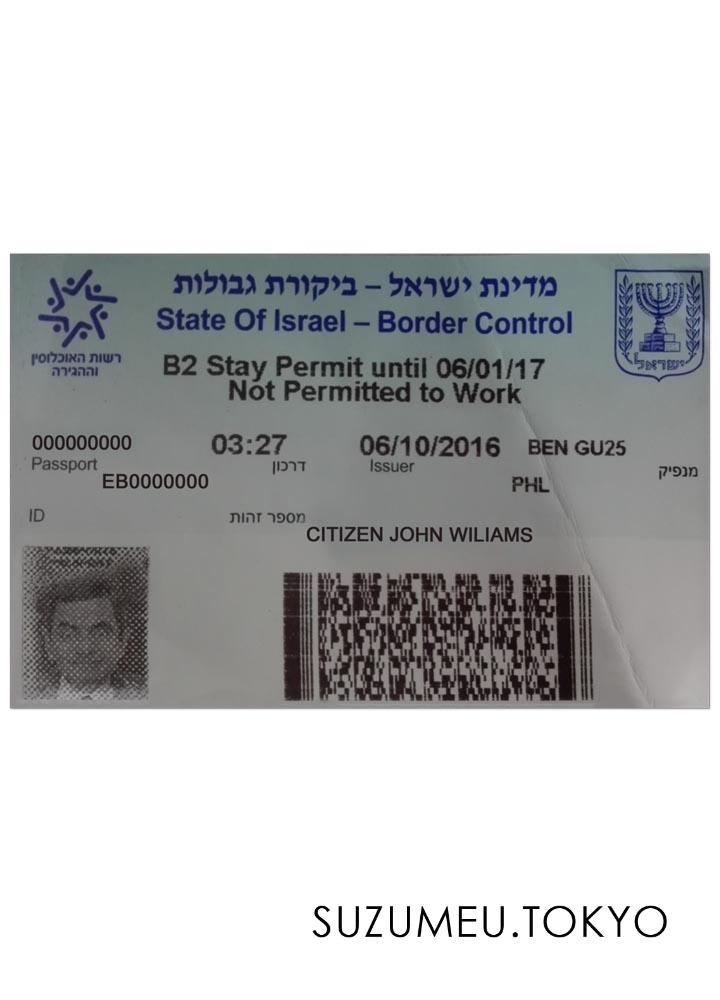 מדינת ישראל – ביקורת גבולות
State Of Israel – Border Control
רשות האוכלוסין
וההגירה
ישראל
B2 Stay Permit until 06/01/17
Not Permitted to Work
000000000 03:27 06/10/2016 BEN GU25
Passport דרכון Issuer מנפיק
EB0000000 PHL
ID מספר זהות
CITIZEN JOHN WILIAMS
SUZUMEU.TOKYO